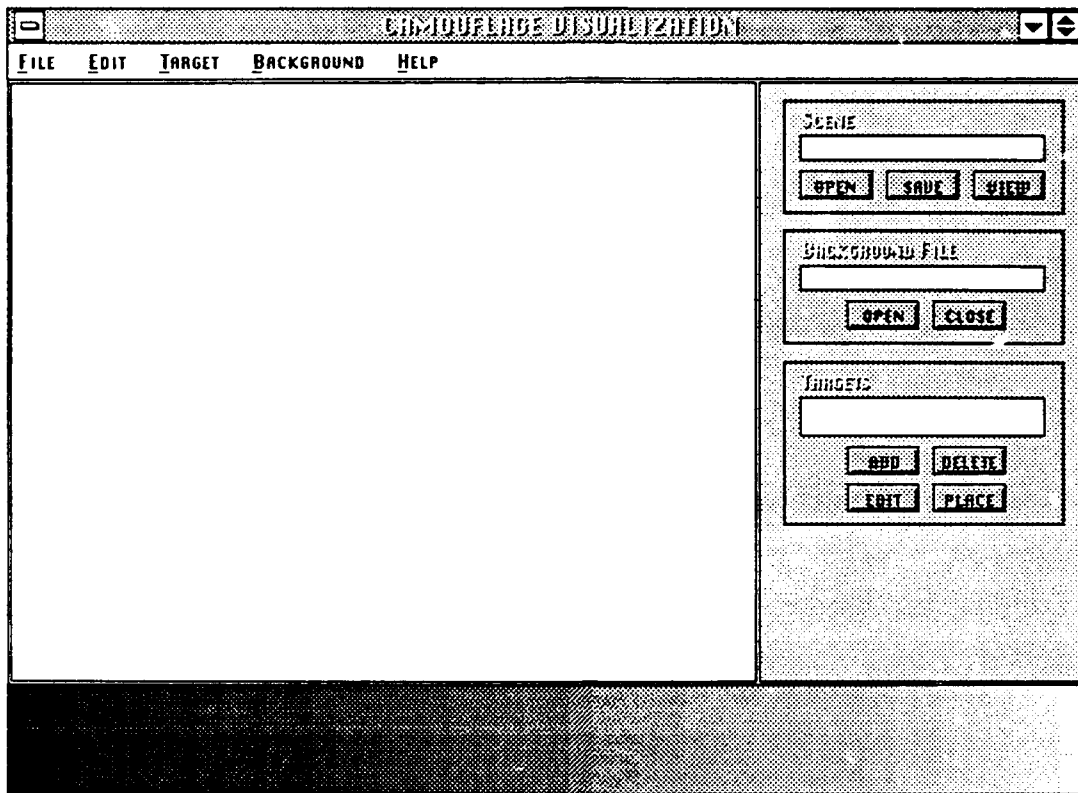 CAMOUFLAGE VISUALIZATION
FILE EDIT TARGET BACKGROUND HELP
SCENE
OPEN SAVE VIEW
BACKGROUND FILE
OPEN CLOSE
TARGETS
ADD DELETE
EDIT PLACE